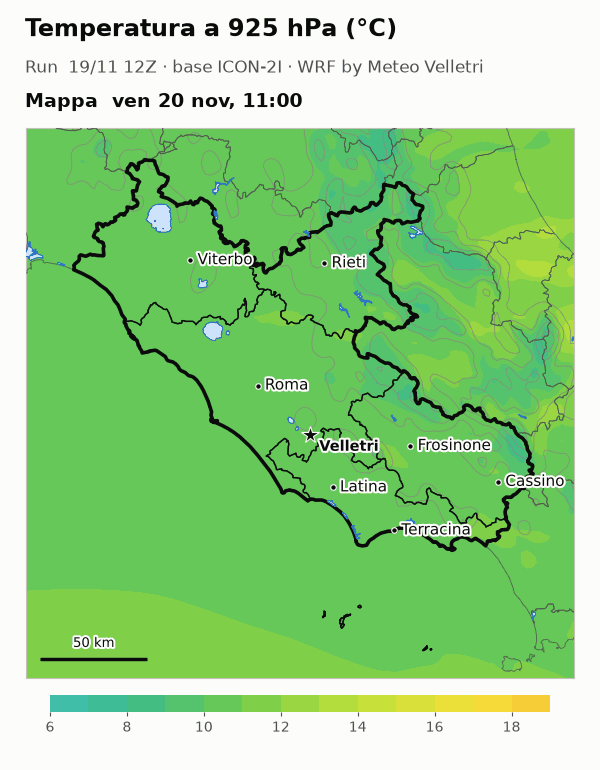 Temperatura a 925 hPa (°C)
Run  19/11 12Z · base ICON-2I · WRF by Meteo Velletri
Mappa  ven 20 nov, 11:00
Viterbo
Rieti
Roma
Velletri
Frosinone
Latina
Cassino
Terracina
50 km
6 8 10 12 14 16 18